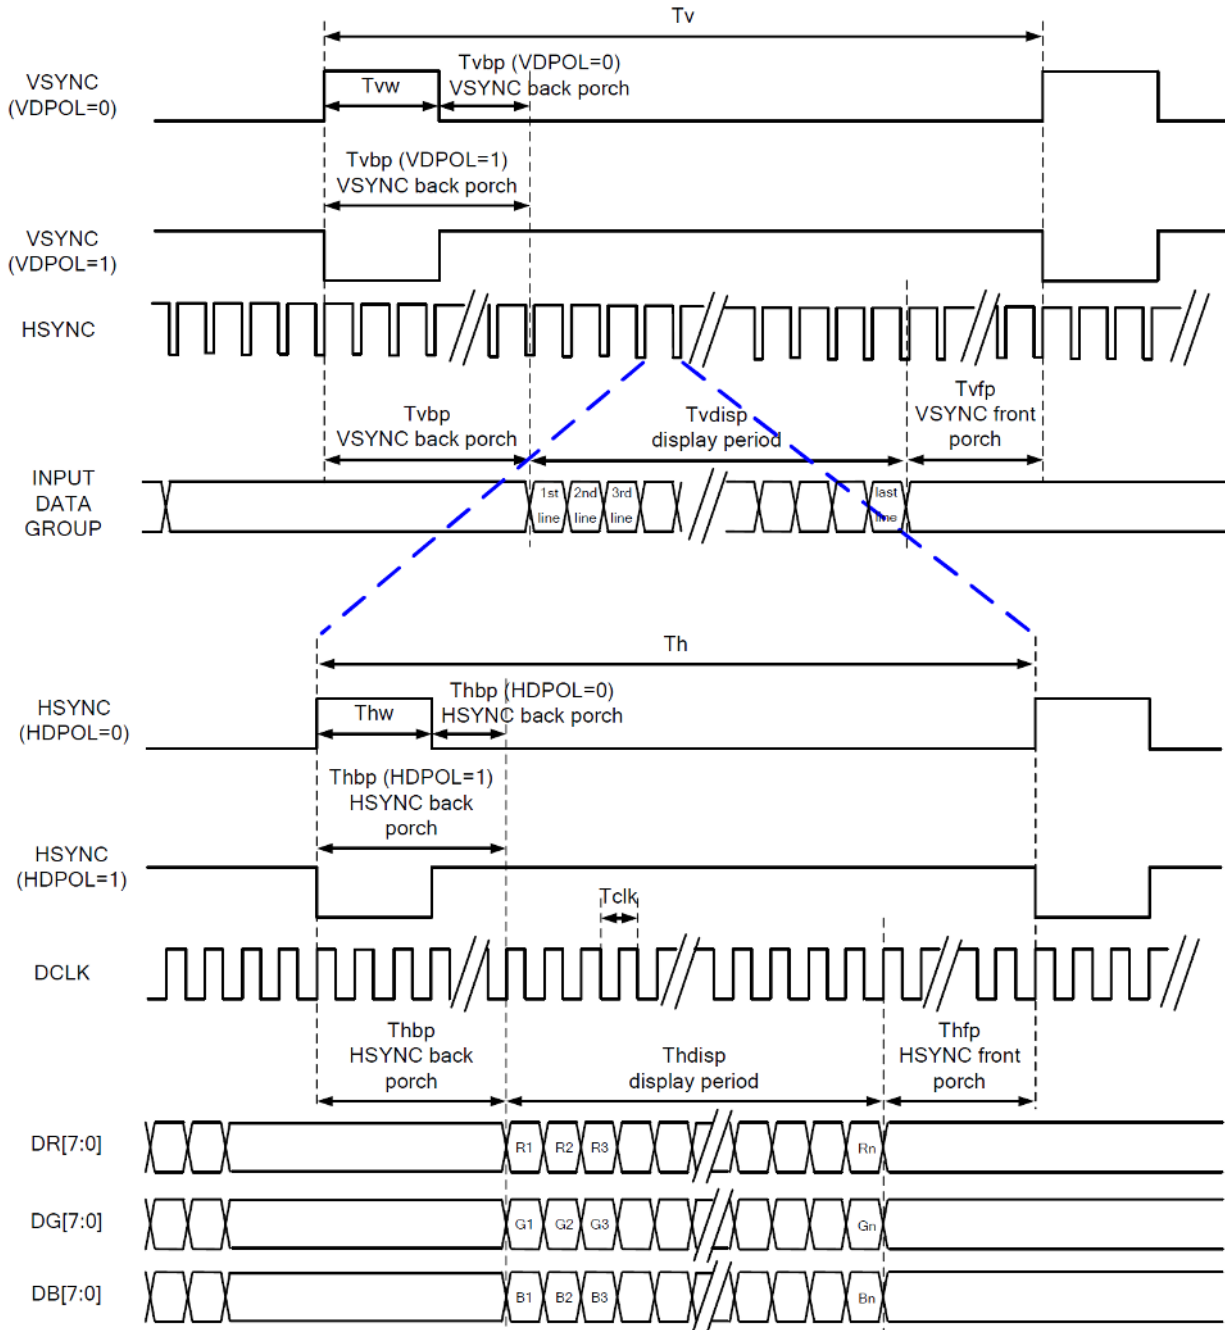 Tv
VSYNC
(VDPOL=0)
Tvw
Tvbp (VDPOL=0)
VSYNC back porch
Tvbp (VDPOL=1)
VSYNC back porch
VSYNC
(VDPOL=1)
HSYNC
Tvbp
VSYNC back porch
Tvdisp
display period
Tvfp
VSYNC front
porch
INPUT
DATA
GROUP
1st
line
2nd
line
3rd
line
last
line
Th
HSYNC
(HDPOL=0)
Thw
Thbp (HDPOL=0)
HSYNC back porch
Thbp (HDPOL=1)
HSYNC back
porch
HSYNC
(HDPOL=1)
Tclk
DCLK
Thbp
HSYNC back
porch
Thdisp
display period
Thfp
HSYNC front
porch
DR[7:0]
R1 R2 R3 Rn
DG[7:0]
G1 G2 G3 Gn
DB[7:0]
B1 B2 B3 Bn